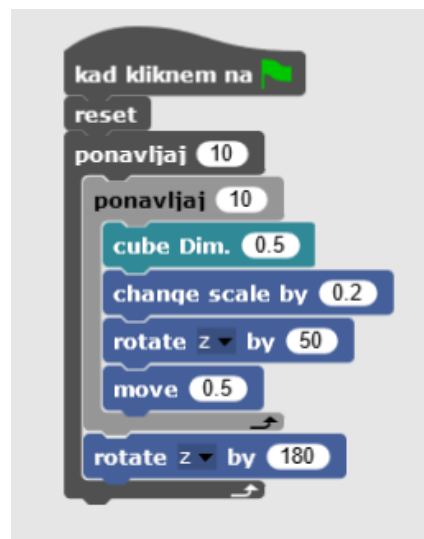 kad kliknem na
reset
ponavljaj 10
ponavljaj 10
cube Dim. 0.5
change scale by 0.2
rotate z by 50
move 0.5
rotate z by 180